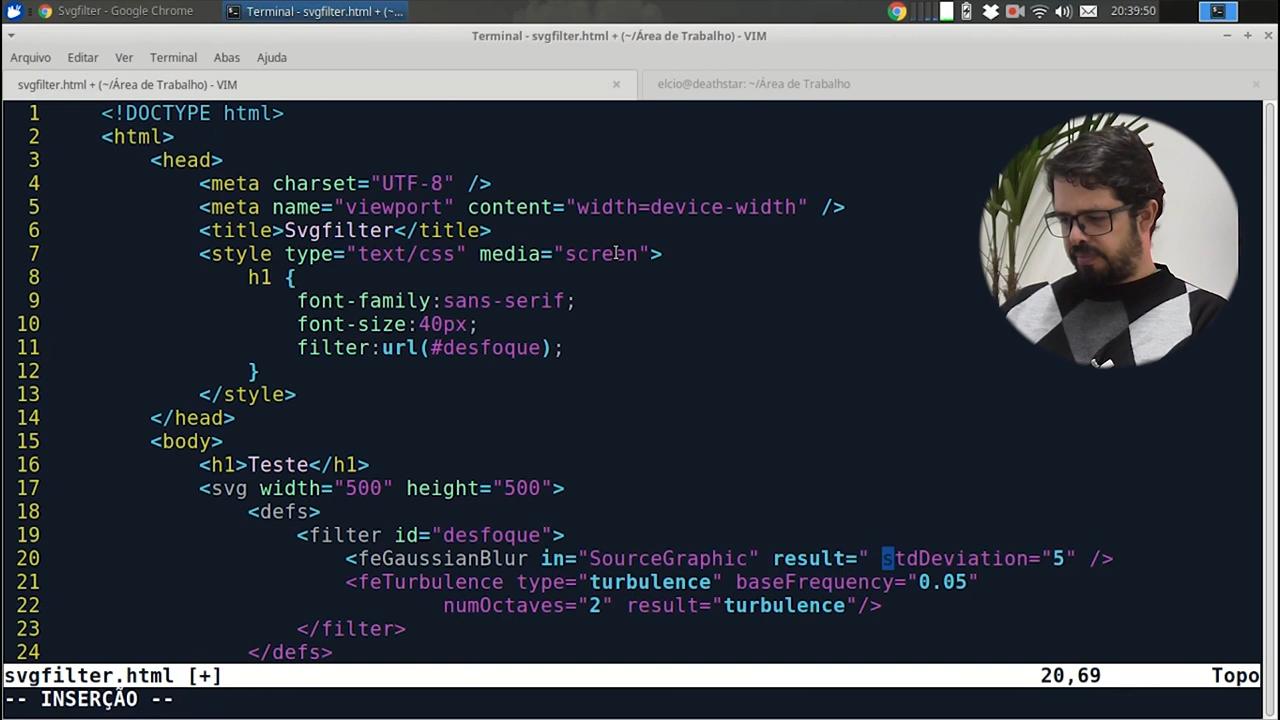 Svgfilter - Google Chrome
Terminal - svgfilter.html + (~/...
20:39:50
Terminal - svgfilter.html + (~/Área de Trabalho) - VIM
Arquivo Editar Ver Terminal Abas Ajuda
svgfilter.html + (~/Área de Trabalho) - VIM
elcio@deathstar: ~/Área de Trabalho
1 <!DOCTYPE html>
2 <html>
3 <head>
4 <meta charset="UTF-8" />
5 <meta name="viewport" content="width=device-width" />
6 <title>Svgfilter</title>
7 <style type="text/css" media="screen">
8 h1 {
9 font-family:sans-serif;
10 font-size:40px;
11 filter:url(#desfoque);
12 }
13 </style>
14 </head>
15 <body>
16 <h1>Teste</h1>
17 <svg width="500" height="500">
18 <defs>
19 <filter id="desfoque">
20 <feGaussianBlur in="SourceGraphic" result=" stdDeviation="5" />
21 <feTurbulence type="turbulence" baseFrequency="0.05"
22 numOctaves="2" result="turbulence"/>
23 </filter>
24 </defs>
svgfilter.html [+] 20,69 Topo
-- INSERÇÃO --